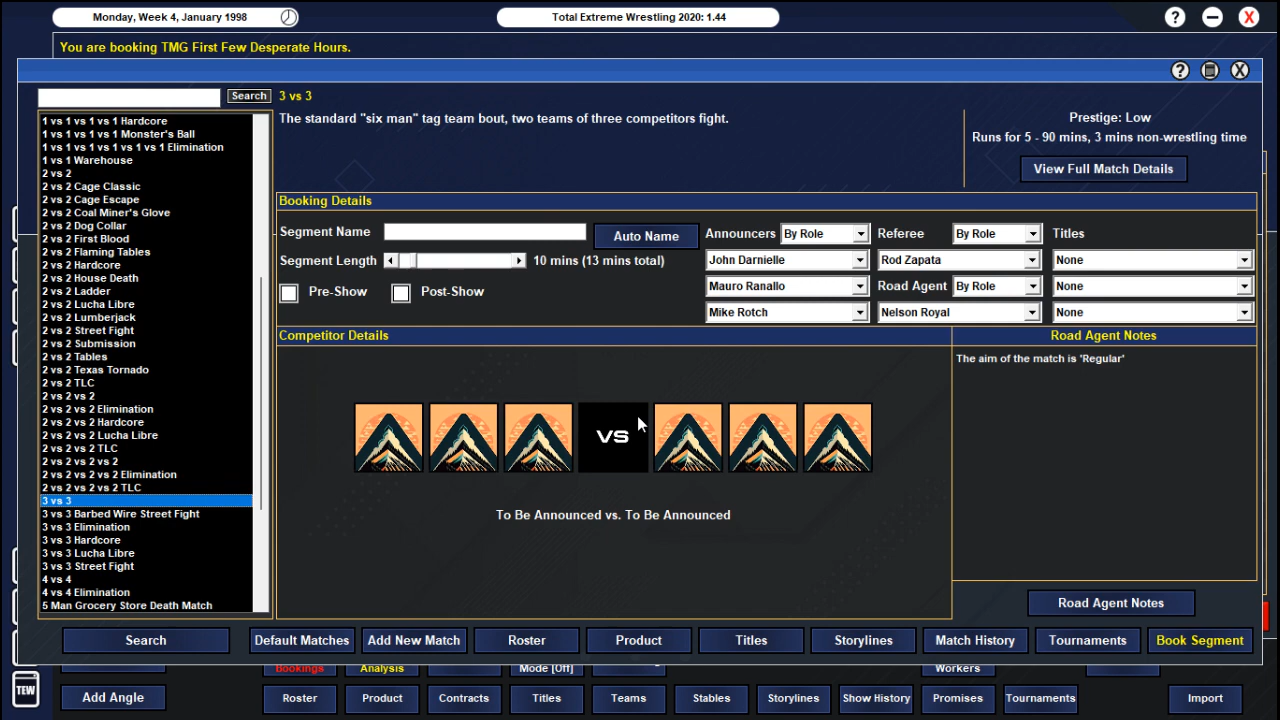 Monday, Week 4, January 1998
Total Extreme Wrestling 2020: 1.44
? X
You are booking TMG First Few Desperate Hours.
? X
Search
3 vs 3
1 vs 1 vs 1 vs 1 Hardcore
1 vs 1 vs 1 vs 1 Monster's Ball
1 vs 1 vs 1 vs 1 vs 1 vs 1 Elimination
1 vs 1 Warehouse
2 vs 2
2 vs 2 Cage Classic
2 vs 2 Cage Escape
2 vs 2 Coal Miner's Glove
2 vs 2 Dog Collar
2 vs 2 First Blood
2 vs 2 Flaming Tables
2 vs 2 Hardcore
2 vs 2 House Death
2 vs 2 Ladder
2 vs 2 Lucha Libre
2 vs 2 Lumberjack
2 vs 2 Street Fight
2 vs 2 Submission
2 vs 2 Tables
2 vs 2 Texas Tornado
2 vs 2 TLC
2 vs 2 vs 2
2 vs 2 vs 2 Elimination
2 vs 2 vs 2 Hardcore
2 vs 2 vs 2 Lucha Libre
2 vs 2 vs 2 TLC
2 vs 2 vs 2 vs 2
2 vs 2 vs 2 vs 2 Elimination
2 vs 2 vs 2 vs 2 TLC
3 vs 3
3 vs 3 Barbed Wire Street Fight
3 vs 3 Elimination
3 vs 3 Hardcore
3 vs 3 Lucha Libre
3 vs 3 Street Fight
4 vs 4
4 vs 4 Elimination
5 Man Grocery Store Death Match
The standard "six man" tag team bout, two teams of three competitors fight.
Prestige: Low
Runs for 5 - 90 mins, 3 mins non-wrestling time
View Full Match Details
Booking Details
Segment Name
Auto Name
Segment Length
10 mins (13 mins total)
Pre-Show
Post-Show
Announcers
By Role
John Darnielle
Mauro Ranallo
Mike Rotch
Referee
By Role
Rod Zapata
Road Agent
By Role
Nelson Royal
Titles
None
None
None
Competitor Details
VS
To Be Announced vs. To Be Announced
Road Agent Notes
The aim of the match is 'Regular'
Road Agent Notes
Search
Default Matches
Add New Match
Roster
Product
Titles
Storylines
Match History
Tournaments
Book Segment
Bookings
Analysis
Mode [Off]
Workers
TEW
Add Angle
Roster
Product
Contracts
Titles
Teams
Stables
Storylines
Show History
Promises
Tournaments
Import